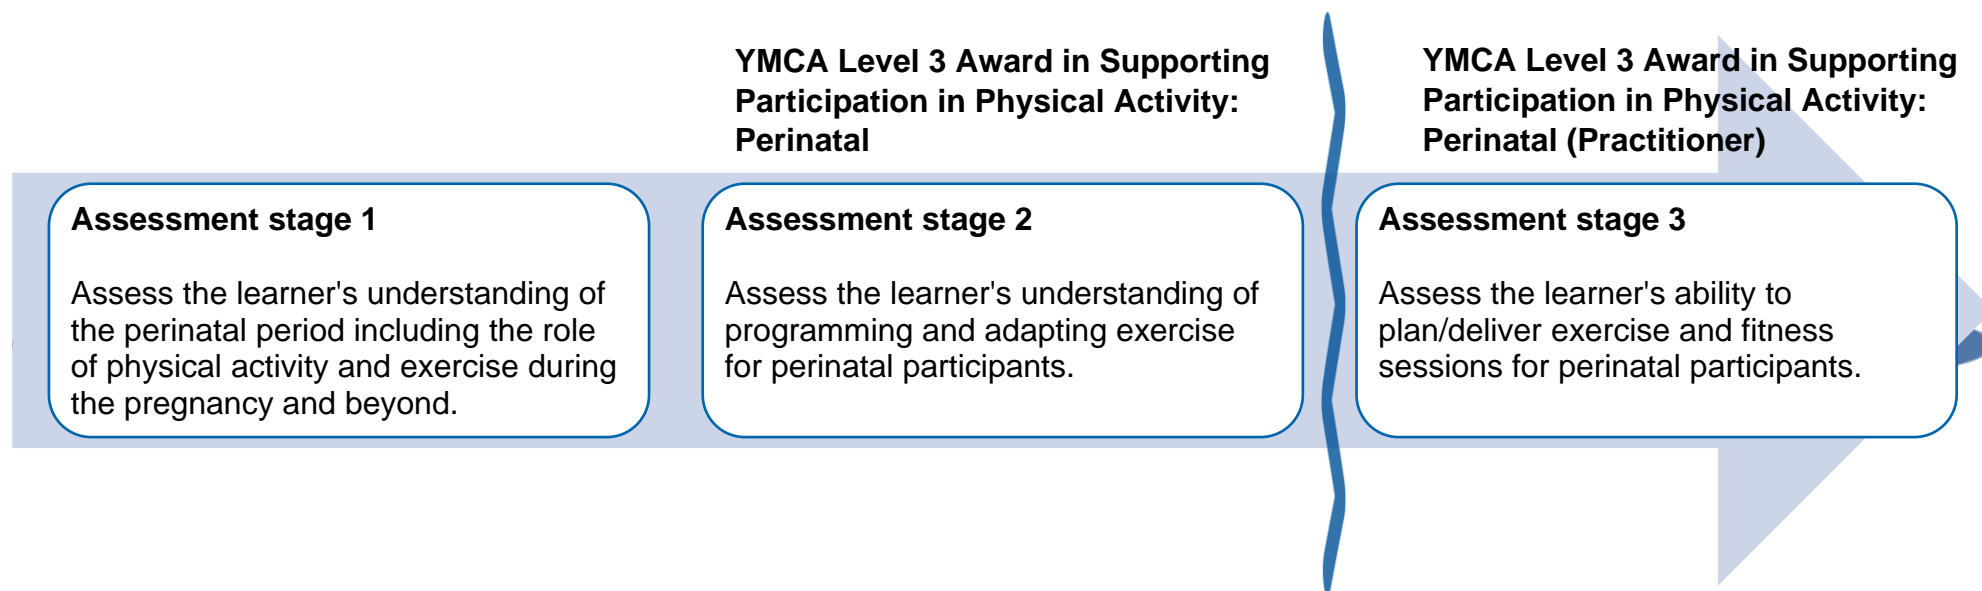 YMCA Level 3 Award in Supporting
Participation in Physical Activity:
Perinatal
YMCA Level 3 Award in Supporting
Participation in Physical Activity:
Perinatal (Practitioner)
Assessment stage 1
Assess the learner's understanding of
the perinatal period including the role
of physical activity and exercise during
the pregnancy and beyond.
Assessment stage 2
Assess the learner's understanding of
programming and adapting exercise
for perinatal participants.
Assessment stage 3
Assess the learner's ability to
plan/deliver exercise and fitness
sessions for perinatal participants.